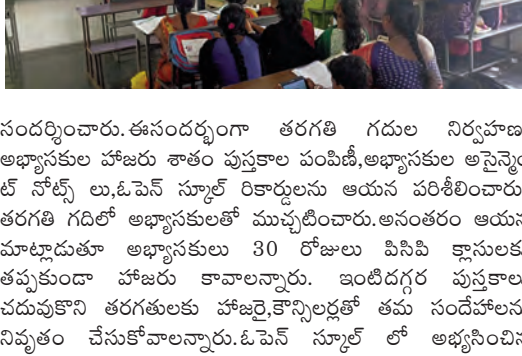 సందర్శించారు.ఈసందర్భంగా తరగతి గదుల నిర్వహణ
అభ్యాసకుల హాజరు శాతం పుస్తకాల పంపిణీ,అభ్యాసకుల అసైన్మెం
ట్ నోట్స్ లు,ఓపెన్ స్కూల్ రికార్డులను ఆయన పరిశీలించారు
తరగతి గదిలో అభ్యాసకులతో ముచ్చటించారు.అనంతరం ఆయన
మాట్లాడుతూ అభ్యాసకులు 30 రోజులు పిసిపి క్లాసులక
తప్పకుండా హాజరు కావాలన్నారు. ఇంటిదగ్గర పుస్తకాల
చదువుకొని తరగతులకు హాజరై,కౌన్సిలర్లతో తమ సందేహాలన
నివృతం చేసుకోవాలన్నారు.ఓపెన్ స్కూల్ లో అభ్యసించిన